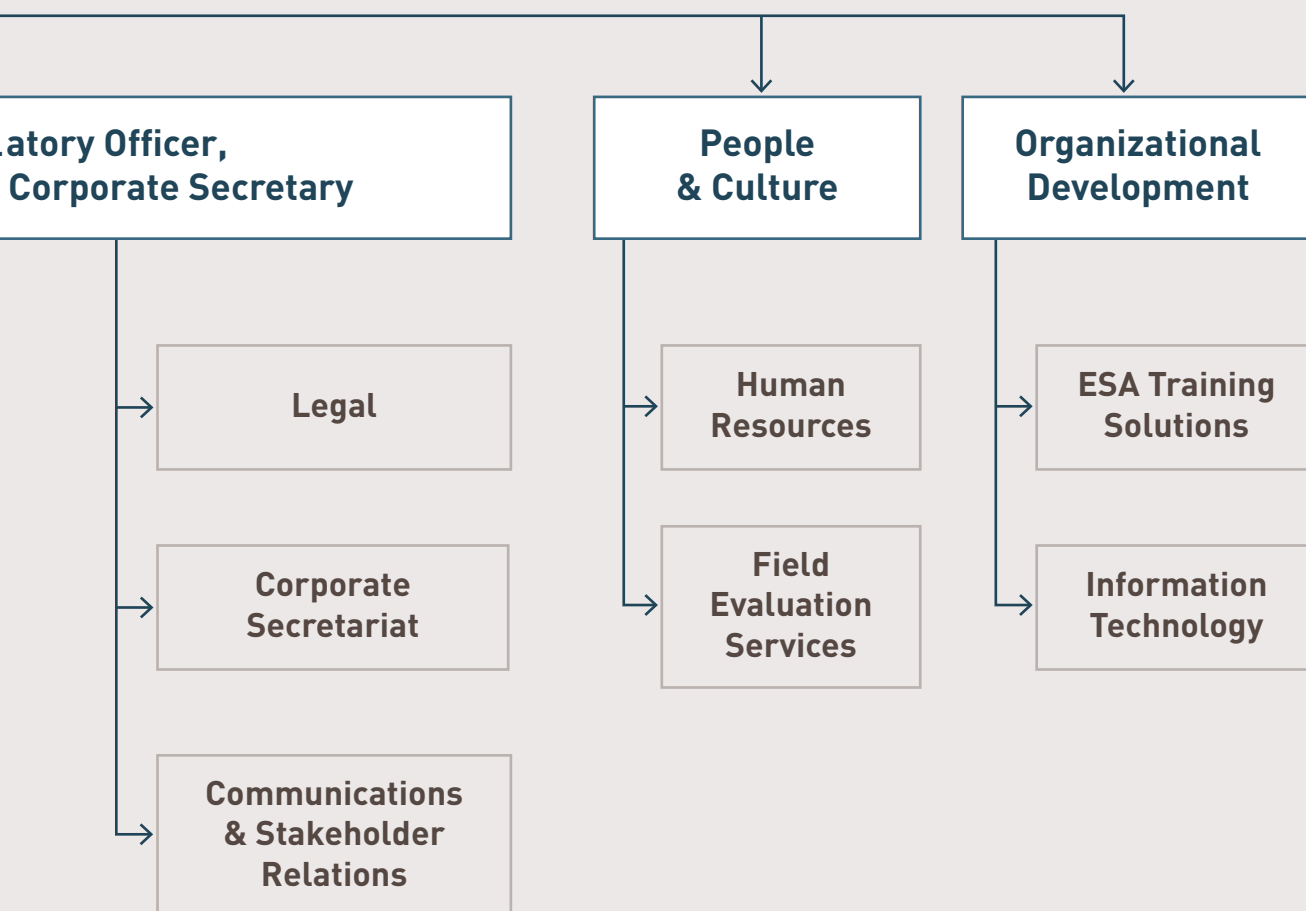 Officer,
Corporate Secretary
People
& Culture
Organizational
Development
Legal
Corporate
Secretariat
Communications
& Stakeholder
Relations
Human
Resources
Field
Evaluation
Services
ESA Training
Solutions
Information
Technology